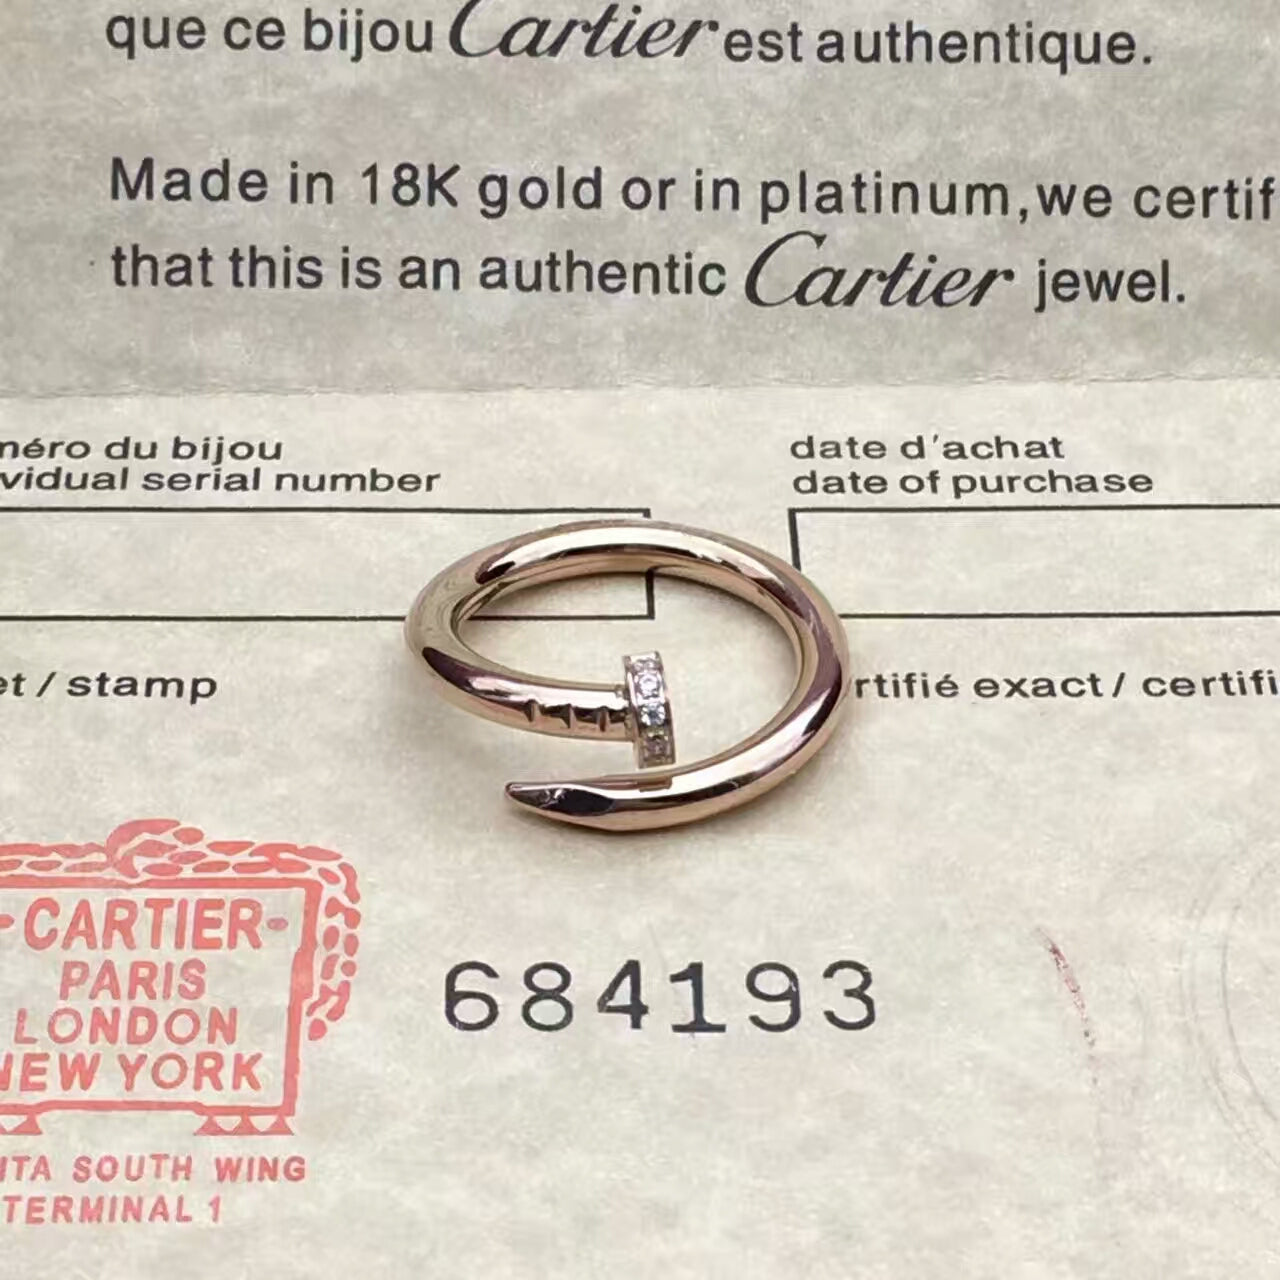 que ce bijou Cartier est authentique.
Made in 18K gold or in platinum,we certif
that this is an authentic Cartier jewel.
méro du bijou
vidual serial number
date d'achat
date of purchase
et / stamp
rtifié exact / certifi
-CARTIER-
PARIS
LONDON
NEW YORK
ITA SOUTH WING
TERMINAL 1
684193